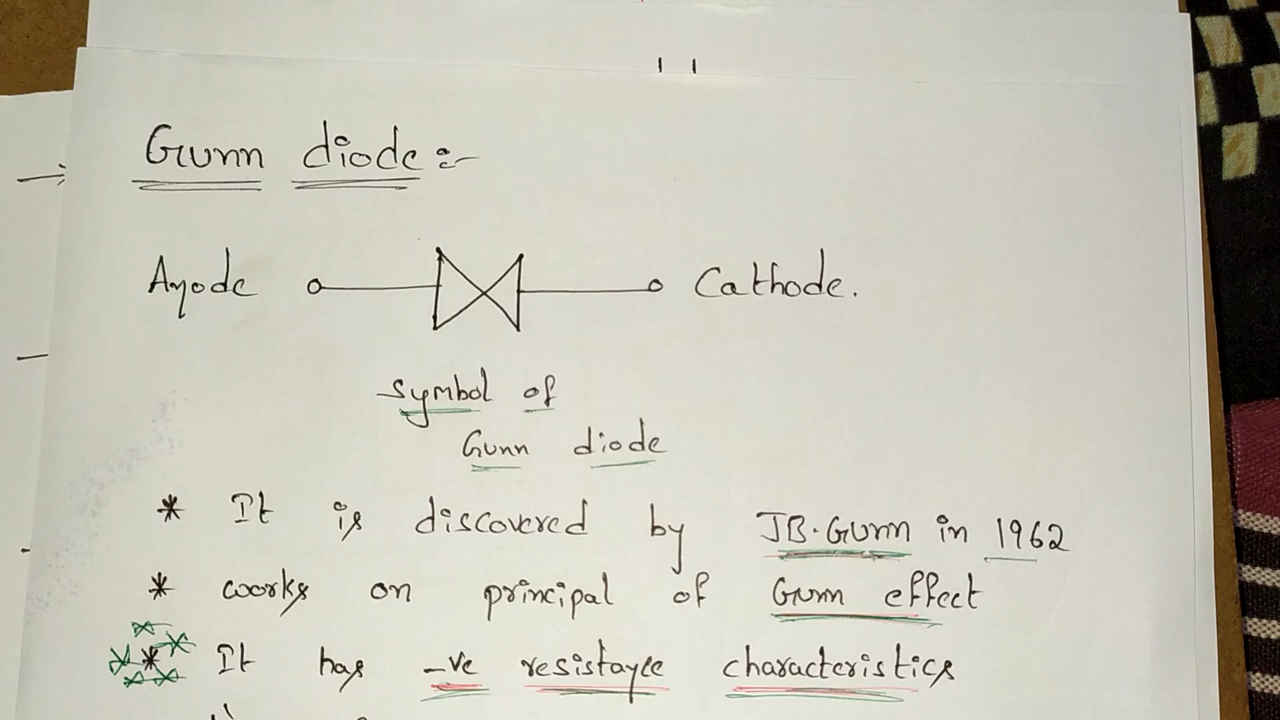 Gunn diode :-
Anode Cathode.
Symbol of
Gunn diode
* It is discovered by JB.Gunn in 1962
* works on principal of Gunn effect
* It has -ve resistance characteristics